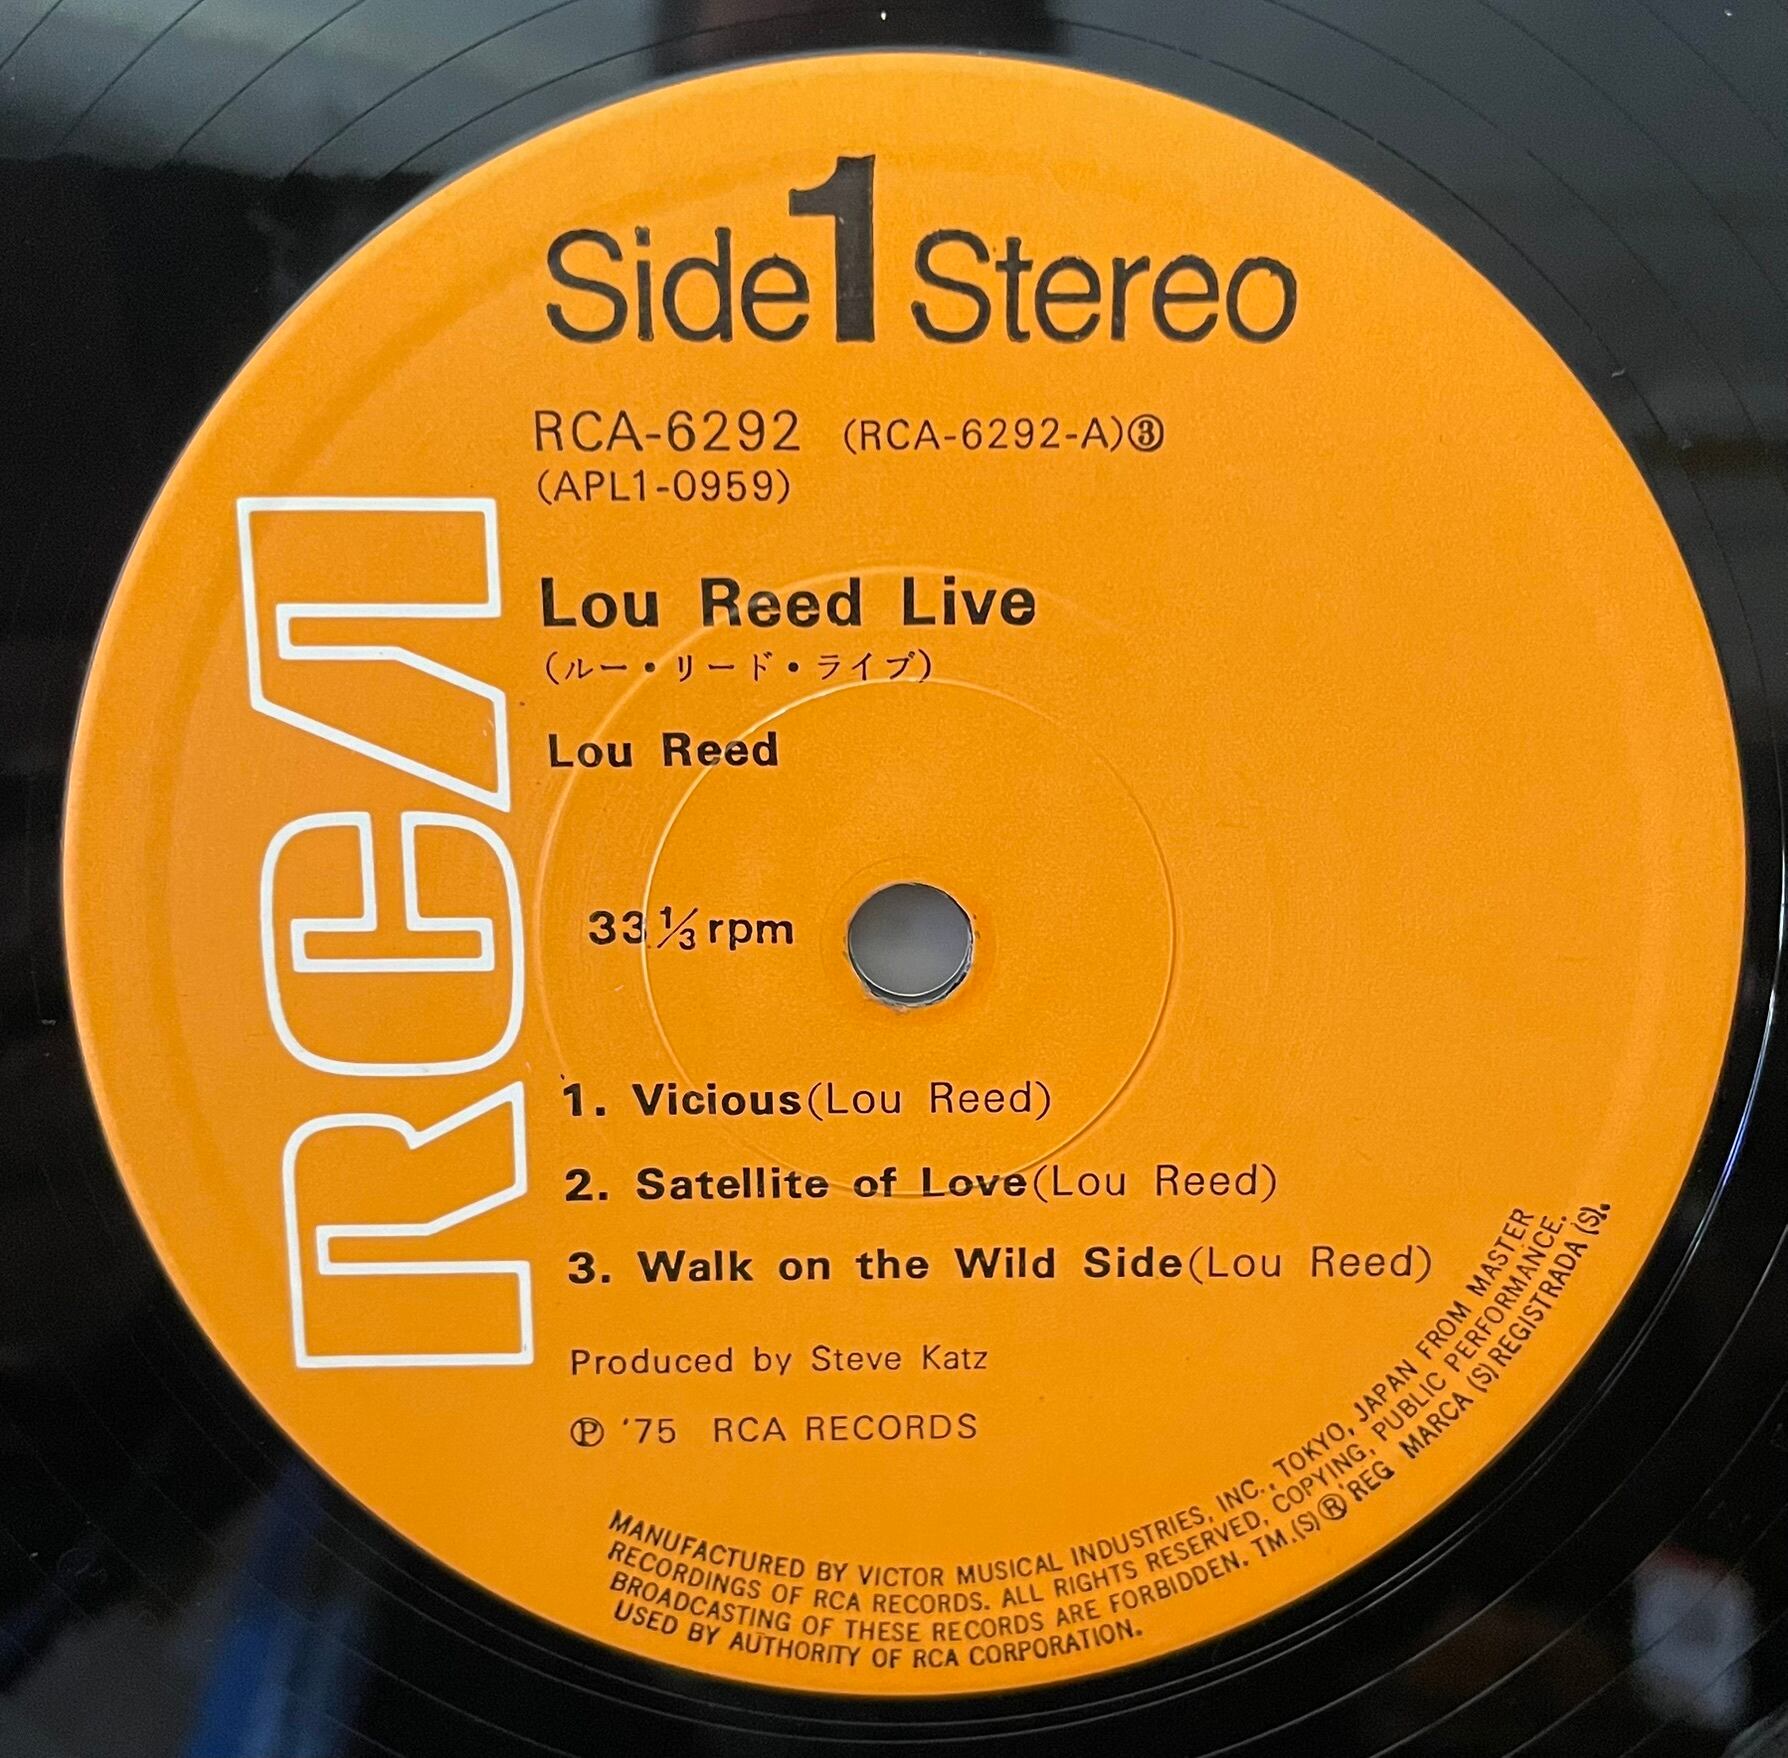 Side 1 Stereo
RCA-6292 (RCA-6292-A)③
(APL1-0959)
RCA
Lou Reed Live
(ルー・リード・ライブ)
Lou Reed
33 1/3 rpm
1. Vicious(Lou Reed)
2. Satellite of Love(Lou Reed)
3. Walk on the Wild Side(Lou Reed)
Produced by Steve Katz
℗ '75 RCA RECORDS
MANUFACTURED BY VICTOR MUSICAL INDUSTRIES, INC., TOKYO, JAPAN FROM MASTER
RECORDINGS OF RCA RECORDS. ALL RIGHTS RESERVED, COPYING, PUBLIC PERFORMANCE.
BROADCASTING OF THESE RECORDS ARE FORBIDDEN. TM.(S)® REG MARCA (S) REGISTRADA (S).
USED BY AUTHORITY OF RCA CORPORATION.